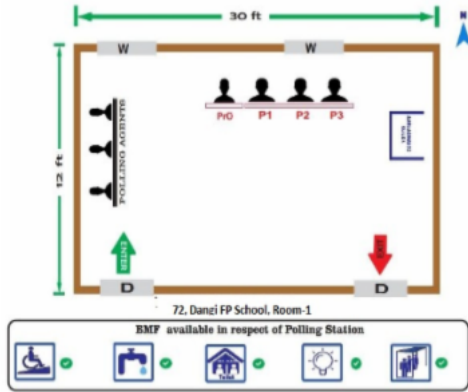 30 ft
N
W
W
12 ft
POLLING AGENTS
PrO P1 P2 P3
ENTER
EXIT
D
D
72, Dangi FP School, Room-1
BMF available in respect of Polling Station
Toilet